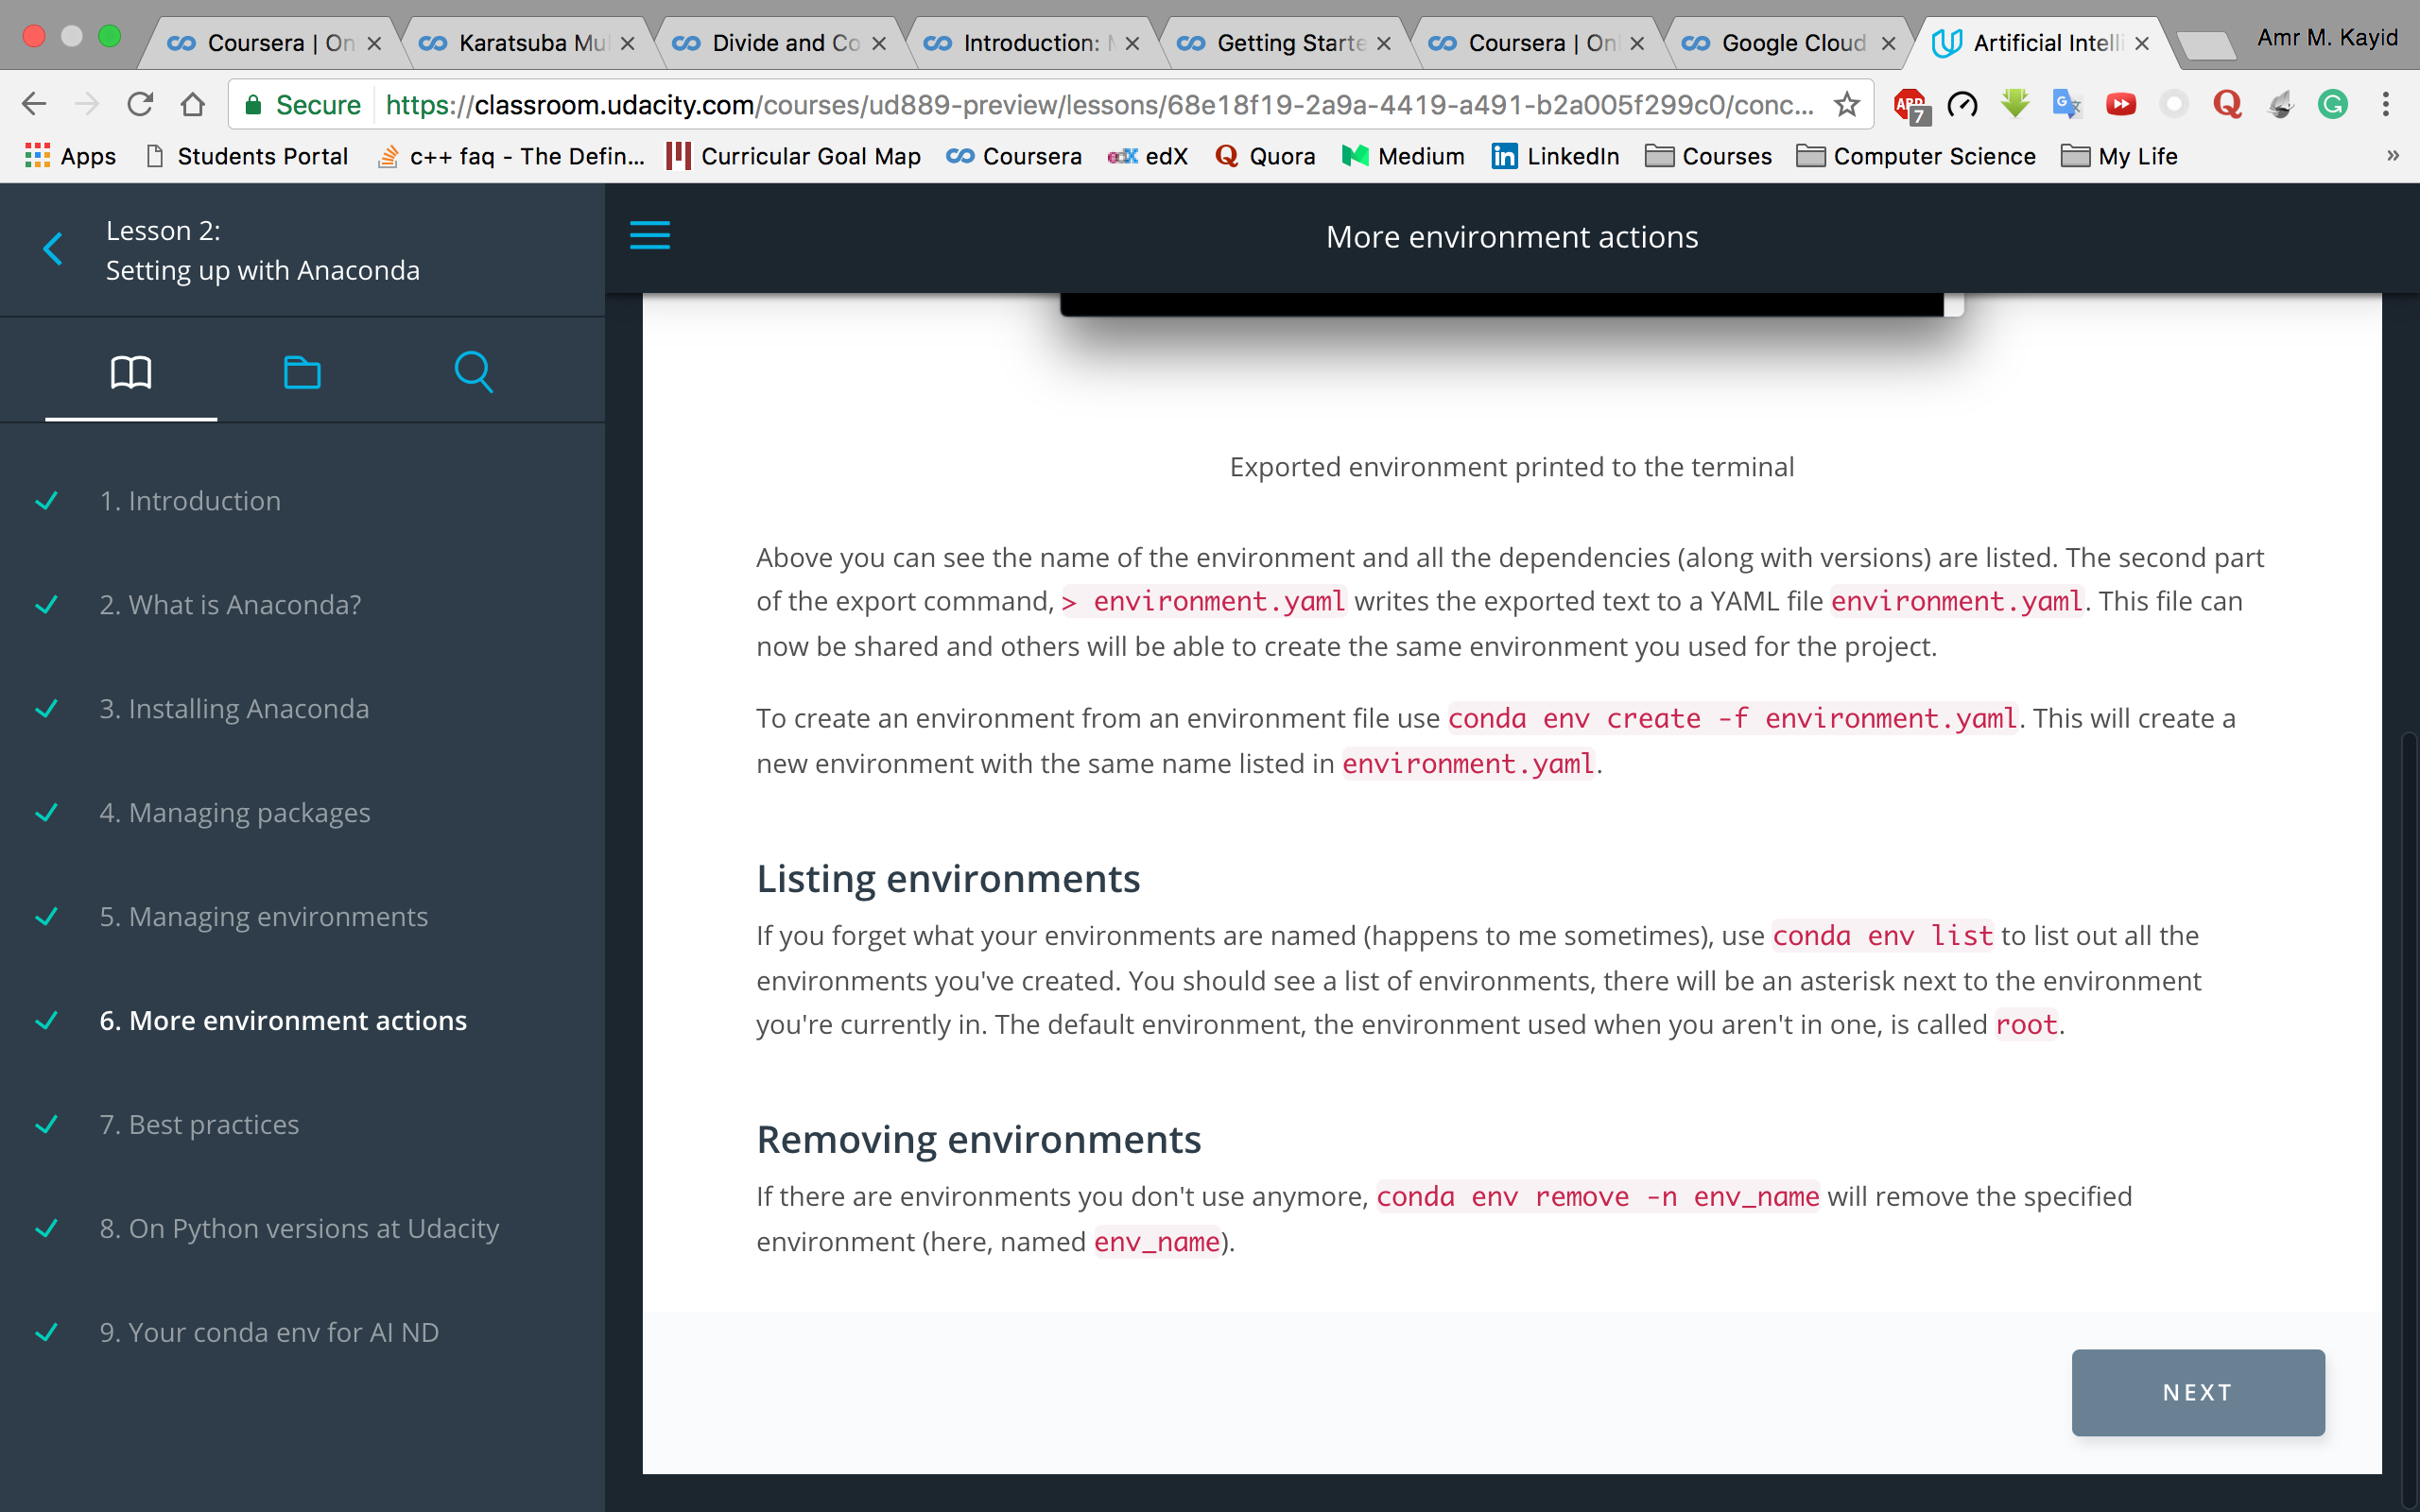 Coursera | On
Karatsuba Mul
Divide and Co
Introduction: M
Getting Starte
Coursera | Onl
Google Cloud
Artificial Intelli
Amr M. Kayid
Secure
https://classroom.udacity.com/courses/ud889-preview/lessons/68e18f19-2a9a-4419-a491-b2a005f299c0/conc...
ABP
7
Apps
Students Portal
c++ faq - The Defin...
Curricular Goal Map
Coursera
edX edX
Quora
Medium
in LinkedIn
Courses
Computer Science
My Life
»
Lesson 2:
Setting up with Anaconda
1. Introduction
2. What is Anaconda?
3. Installing Anaconda
4. Managing packages
5. Managing environments
6. More environment actions
7. Best practices
8. On Python versions at Udacity
9. Your conda env for AI ND
More environment actions
Exported environment printed to the terminal
Above you can see the name of the environment and all the dependencies (along with versions) are listed. The second part
of the export command, > environment.yaml writes the exported text to a YAML file environment.yaml. This file can
now be shared and others will be able to create the same environment you used for the project.
To create an environment from an environment file use conda env create -f environment.yaml. This will create a
new environment with the same name listed in environment.yaml.
Listing environments
If you forget what your environments are named (happens to me sometimes), use conda env list to list out all the
environments you've created. You should see a list of environments, there will be an asterisk next to the environment
you're currently in. The default environment, the environment used when you aren't in one, is called root.
Removing environments
If there are environments you don't use anymore, conda env remove -n env_name will remove the specified
environment (here, named env_name).
NEXT